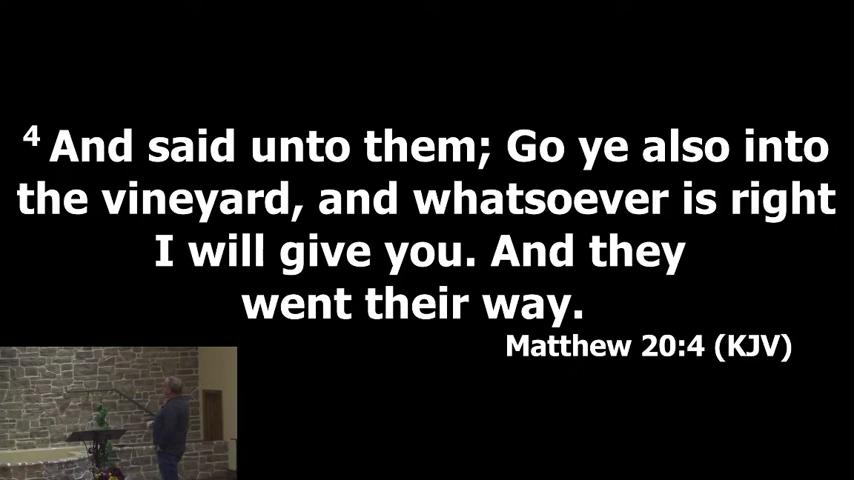 4 And said unto them; Go ye also into
the vineyard, and whatsoever is right
I will give you. And they
went their way.
Matthew 20:4 (KJV)